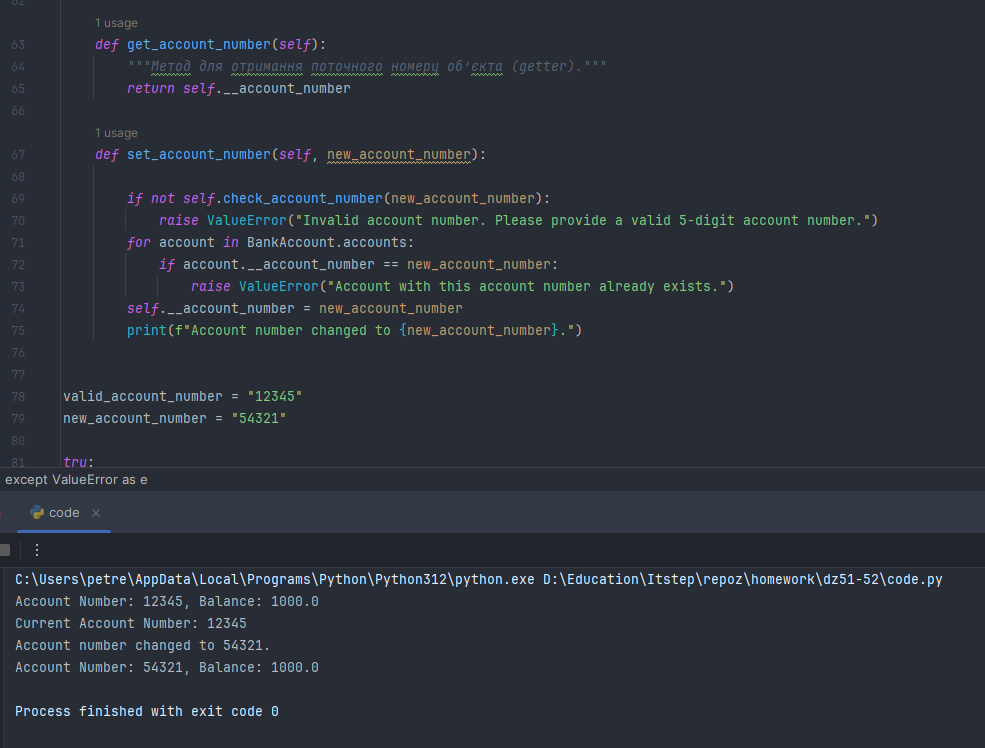 62
1 usage
63 def get_account_number(self):
64 """Метод для отримання поточного номеру об'єкта (getter)."""
65 return self.__account_number
66
1 usage
67 def set_account_number(self, new_account_number):
68
69 if not self.check_account_number(new_account_number):
70 raise ValueError("Invalid account number. Please provide a valid 5-digit account number.")
71 for account in BankAccount.accounts:
72 if account.__account_number == new_account_number:
73 raise ValueError("Account with this account number already exists.")
74 self.__account_number = new_account_number
75 print(f"Account number changed to {new_account_number}.")
76
77
78 valid_account_number = "12345"
79 new_account_number = "54321"
80
81 try:
except ValueError as e
code
C:\Users\petre\AppData\Local\Programs\Python\Python312\python.exe D:\Education\Itstep\repoz\homework\dz51-52\code.py
Account Number: 12345, Balance: 1000.0
Current Account Number: 12345
Account number changed to 54321.
Account Number: 54321, Balance: 1000.0
Process finished with exit code 0